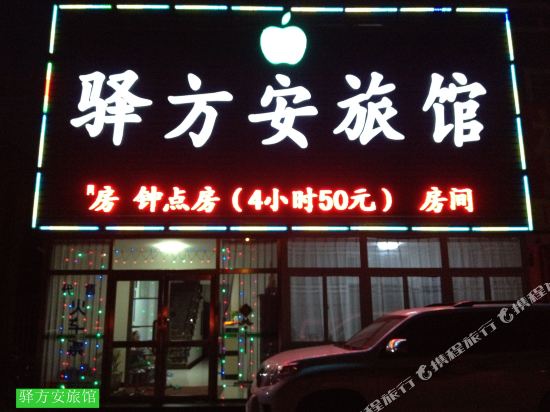 驿方安旅馆
房 钟点房（4小时50元） 房间
火车票
携程旅行 携程旅行
驿方安旅馆